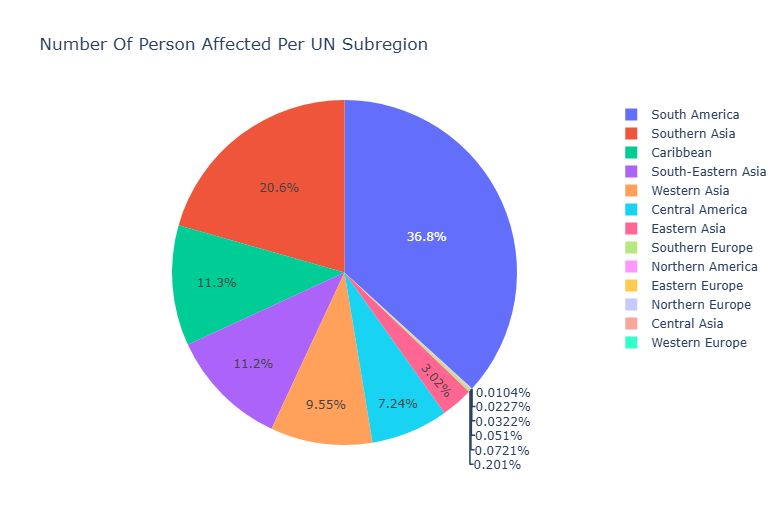 Number Of Person Affected Per UN Subregion
South America
Southern Asia
Caribbean
South-Eastern Asia
Western Asia
Central America
Eastern Asia
Southern Europe
Northern America
Eastern Europe
Northern Europe
Central Asia
Western Europe
36.8%
20.6%
11.3%
11.2%
9.55%
7.24%
3.02%
0.0104%
0.0227%
0.0322%
0.051%
0.0721%
0.201%